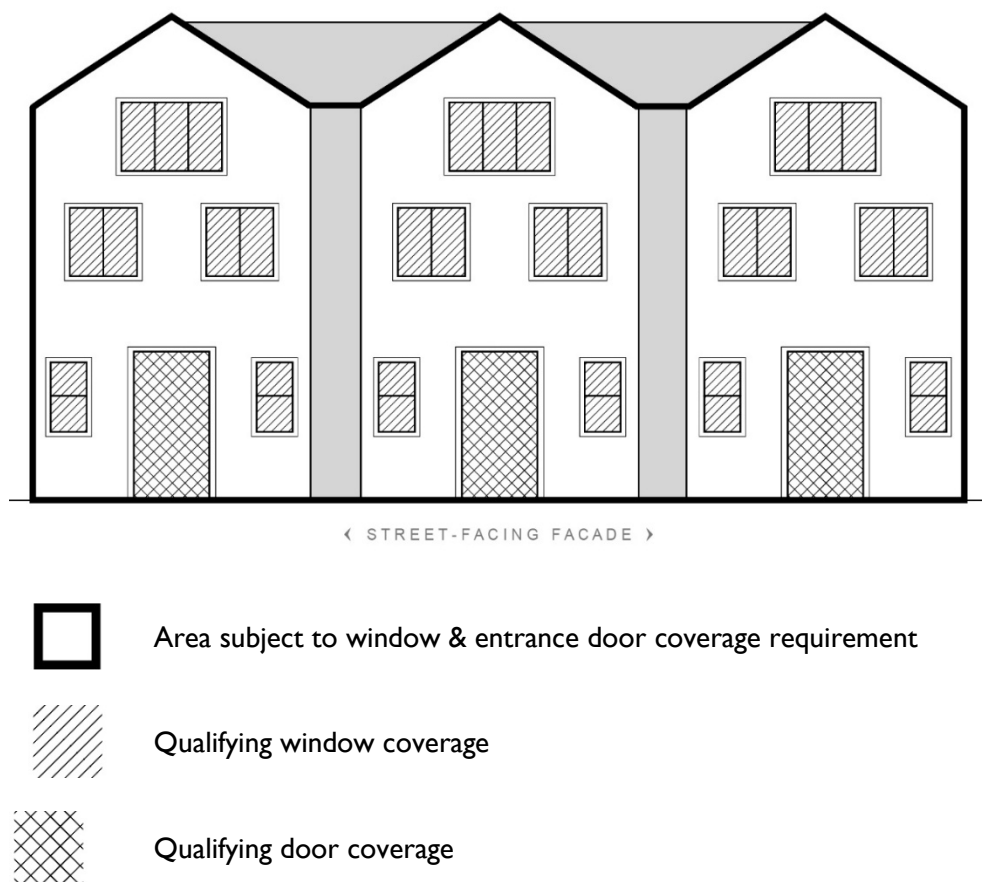 ‹ STREET-FACING FACADE ›
Area subject to window & entrance door coverage requirement
Qualifying window coverage
Qualifying door coverage